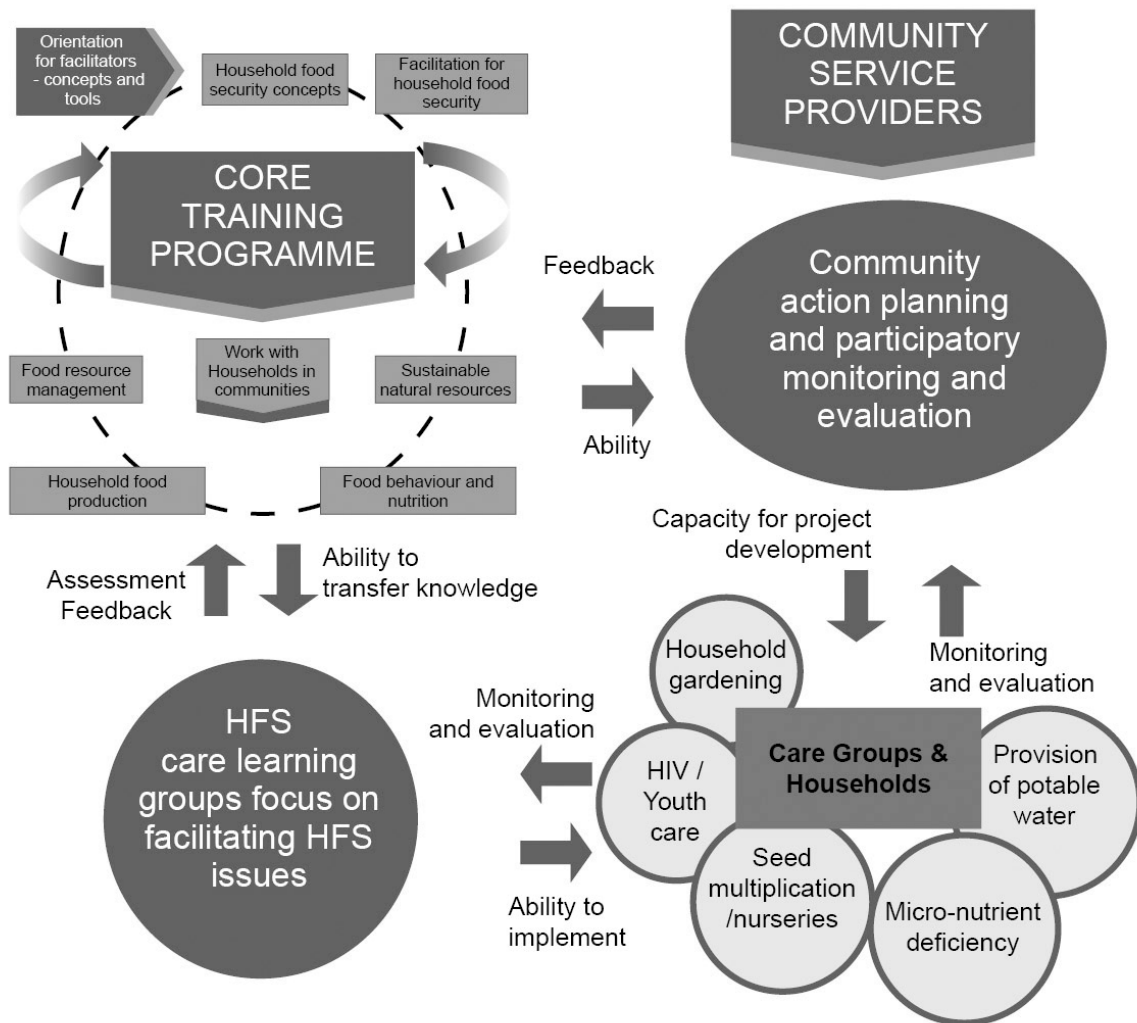 Orientation
for facilitators
- concepts and
tools
Household food
security concepts
Facilitation for
household food
security
CORE
TRAINING
PROGRAMME
Work with
Households in
communities
Food resource
management
Sustainable
natural resources
Household food
production
Food behaviour and
nutrition
COMMUNITY
SERVICE
PROVIDERS
Community
action planning
and participatory
monitoring and
evaluation
Feedback
Ability
Assessment
Feedback
Ability to
transfer knowledge
Capacity for project
development
Monitoring
and evaluation
HFS
care learning
groups focus on
facilitating HFS
issues
Monitoring
and evaluation
Ability to
implement
Household
gardening
HIV /
Youth
care
Care Groups &
Households
Provision
of potable
water
Seed
multiplication
/nurseries
Micro-nutrient
deficiency